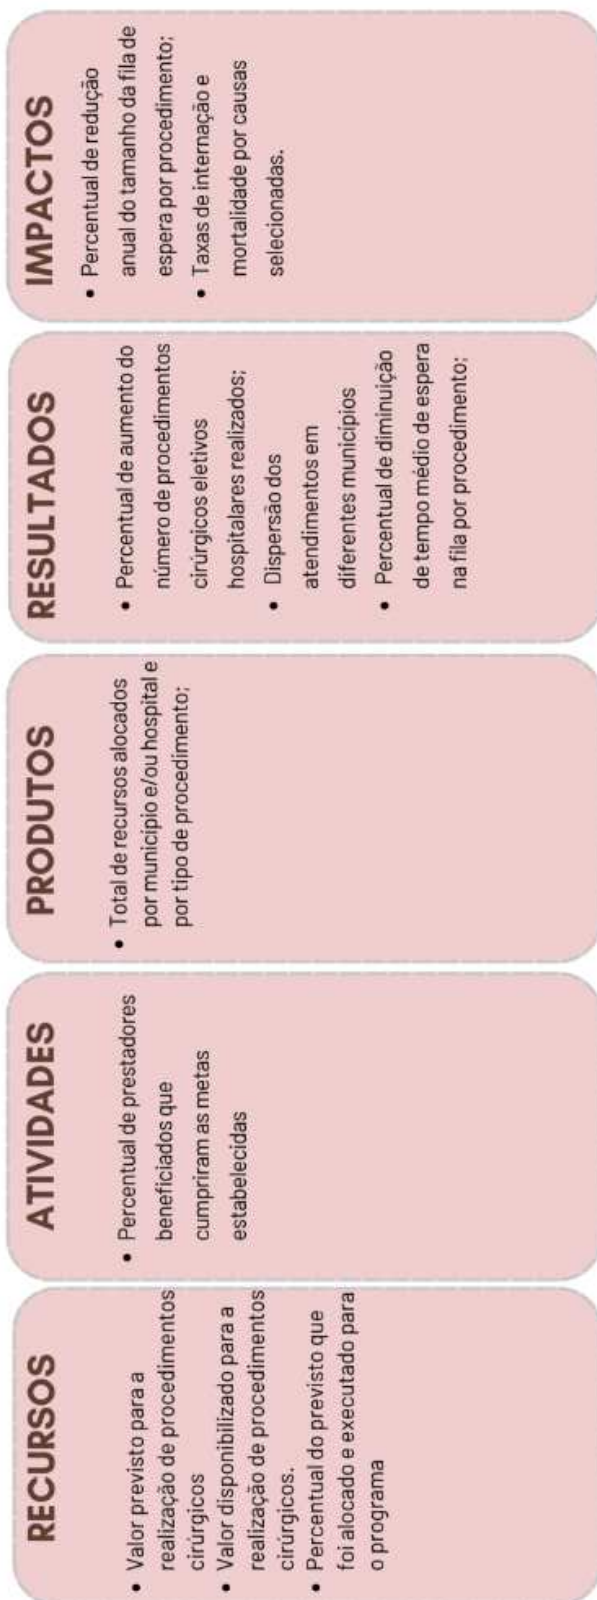 RECURSOS
• Valor previsto para a
realização de procedimentos
cirúrgicos
• Valor disponibilizado para a
realização de procedimentos
cirúrgicos.
• Percentual do previsto que
foi alocado e executado para
o programa
ATIVIDADES
• Percentual de prestadores
beneficiados que
cumpriram as metas
estabelecidas
PRODUTOS
• Total de recursos alocados
por município e/ou hospital e
por tipo de procedimento;
RESULTADOS
• Percentual de aumento do
número de procedimentos
cirúrgicos eletivos
hospitalares realizados;
• Dispersão dos
atendimentos em
diferentes municípios
• Percentual de diminuição
de tempo médio de espera
na fila por procedimento;
IMPACTOS
• Percentual de redução
anual do tamanho da fila de
espera por procedimento;
• Taxas de internação e
mortalidade por causas
selecionadas.